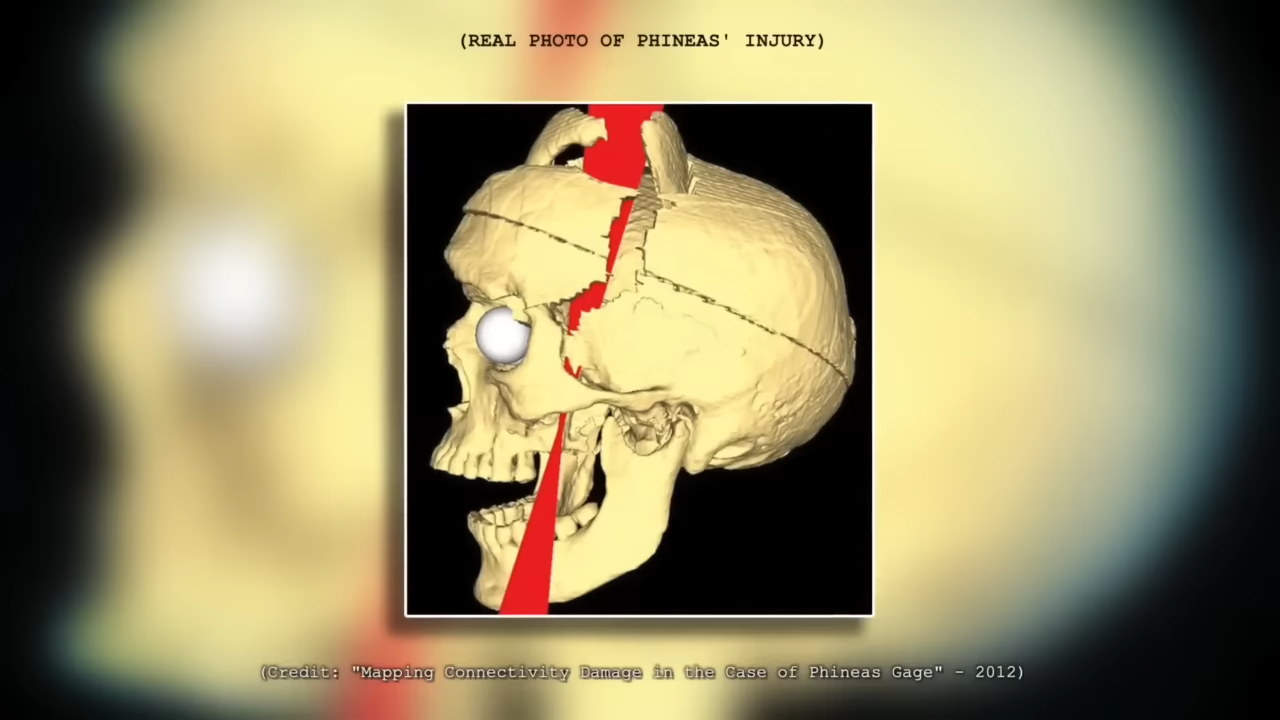 (REAL PHOTO OF PHINEAS' INJURY)
(Credit: "Mapping Connectivity Damage in the Case of Phineas Gage" - 2012)